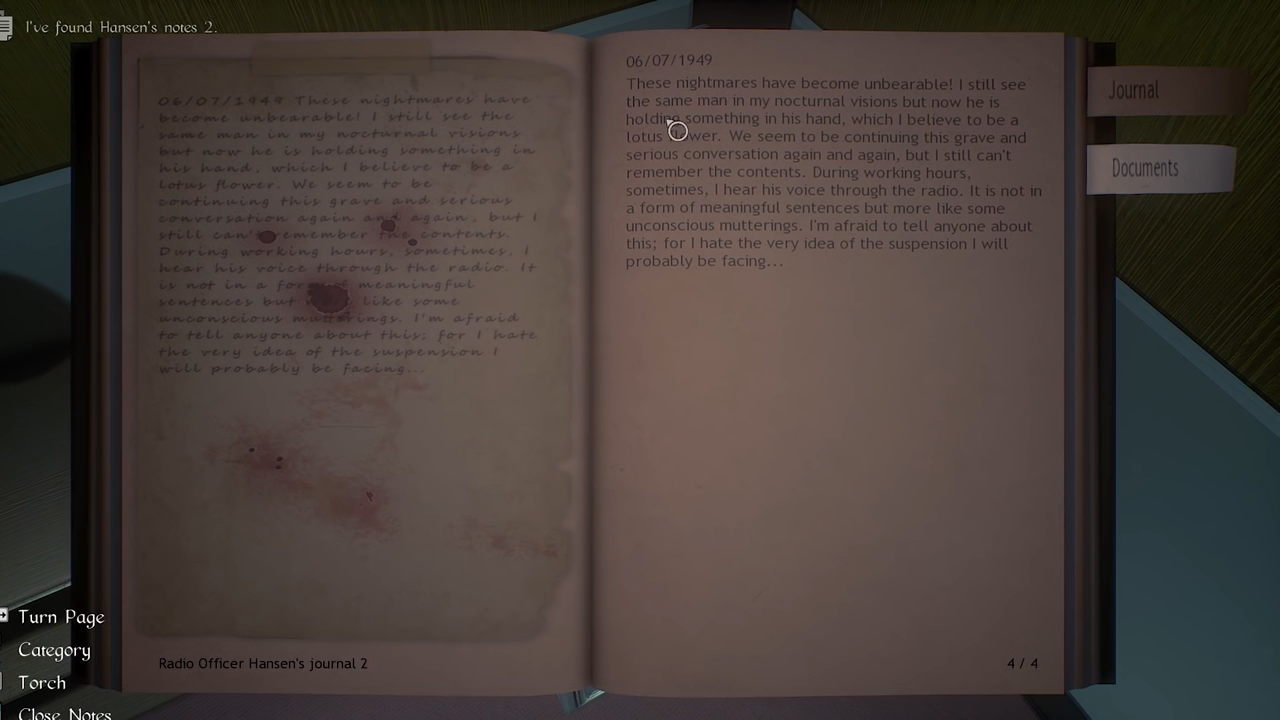 I've found Hansen's notes 2.
06/07/1949 These nightmares have
become unbearable! I still see the
same man in my nocturnal visions
but now he is holding something in
his hand, which I believe to be a
lotus flower. We seem to be
continuing this grave and serious
conversation again and again, but I
still can't remember the contents.
During working hours, sometimes, I
hear his voice through the radio. It
is not in a form of meaningful
sentences but like some
unconscious mutterings. I'm afraid
to tell anyone about this; for I hate
the very idea of the suspension I
will probably be facing...
Radio Officer Hansen's journal 2
06/07/1949
These nightmares have become unbearable! I still see
the same man in my nocturnal visions but now he is
holding something in his hand, which I believe to be a
lotus flower. We seem to be continuing this grave and
serious conversation again and again, but I still can't
remember the contents. During working hours,
sometimes, I hear his voice through the radio. It is not in
a form of meaningful sentences but more like some
unconscious mutterings. I'm afraid to tell anyone about
this; for I hate the very idea of the suspension I will
probably be facing...
4 / 4
Journal
Documents
Turn Page
Category
Torch
Close Notes